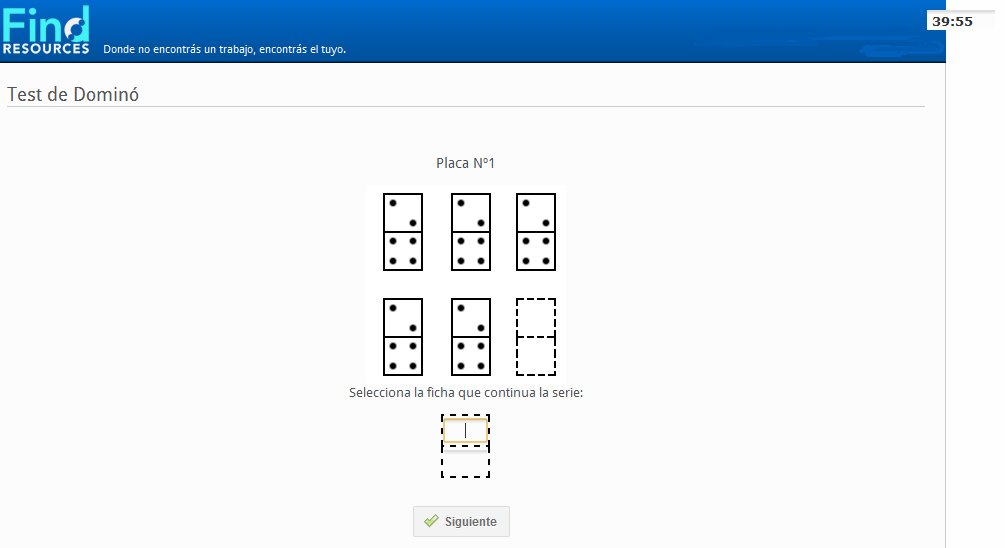 Find
RESOURCES
Donde no encontrás un trabajo, encontrás el tuyo.
39:55
Test de Dominó
Placa Nº1
Selecciona la ficha que continua la serie:
Siguiente